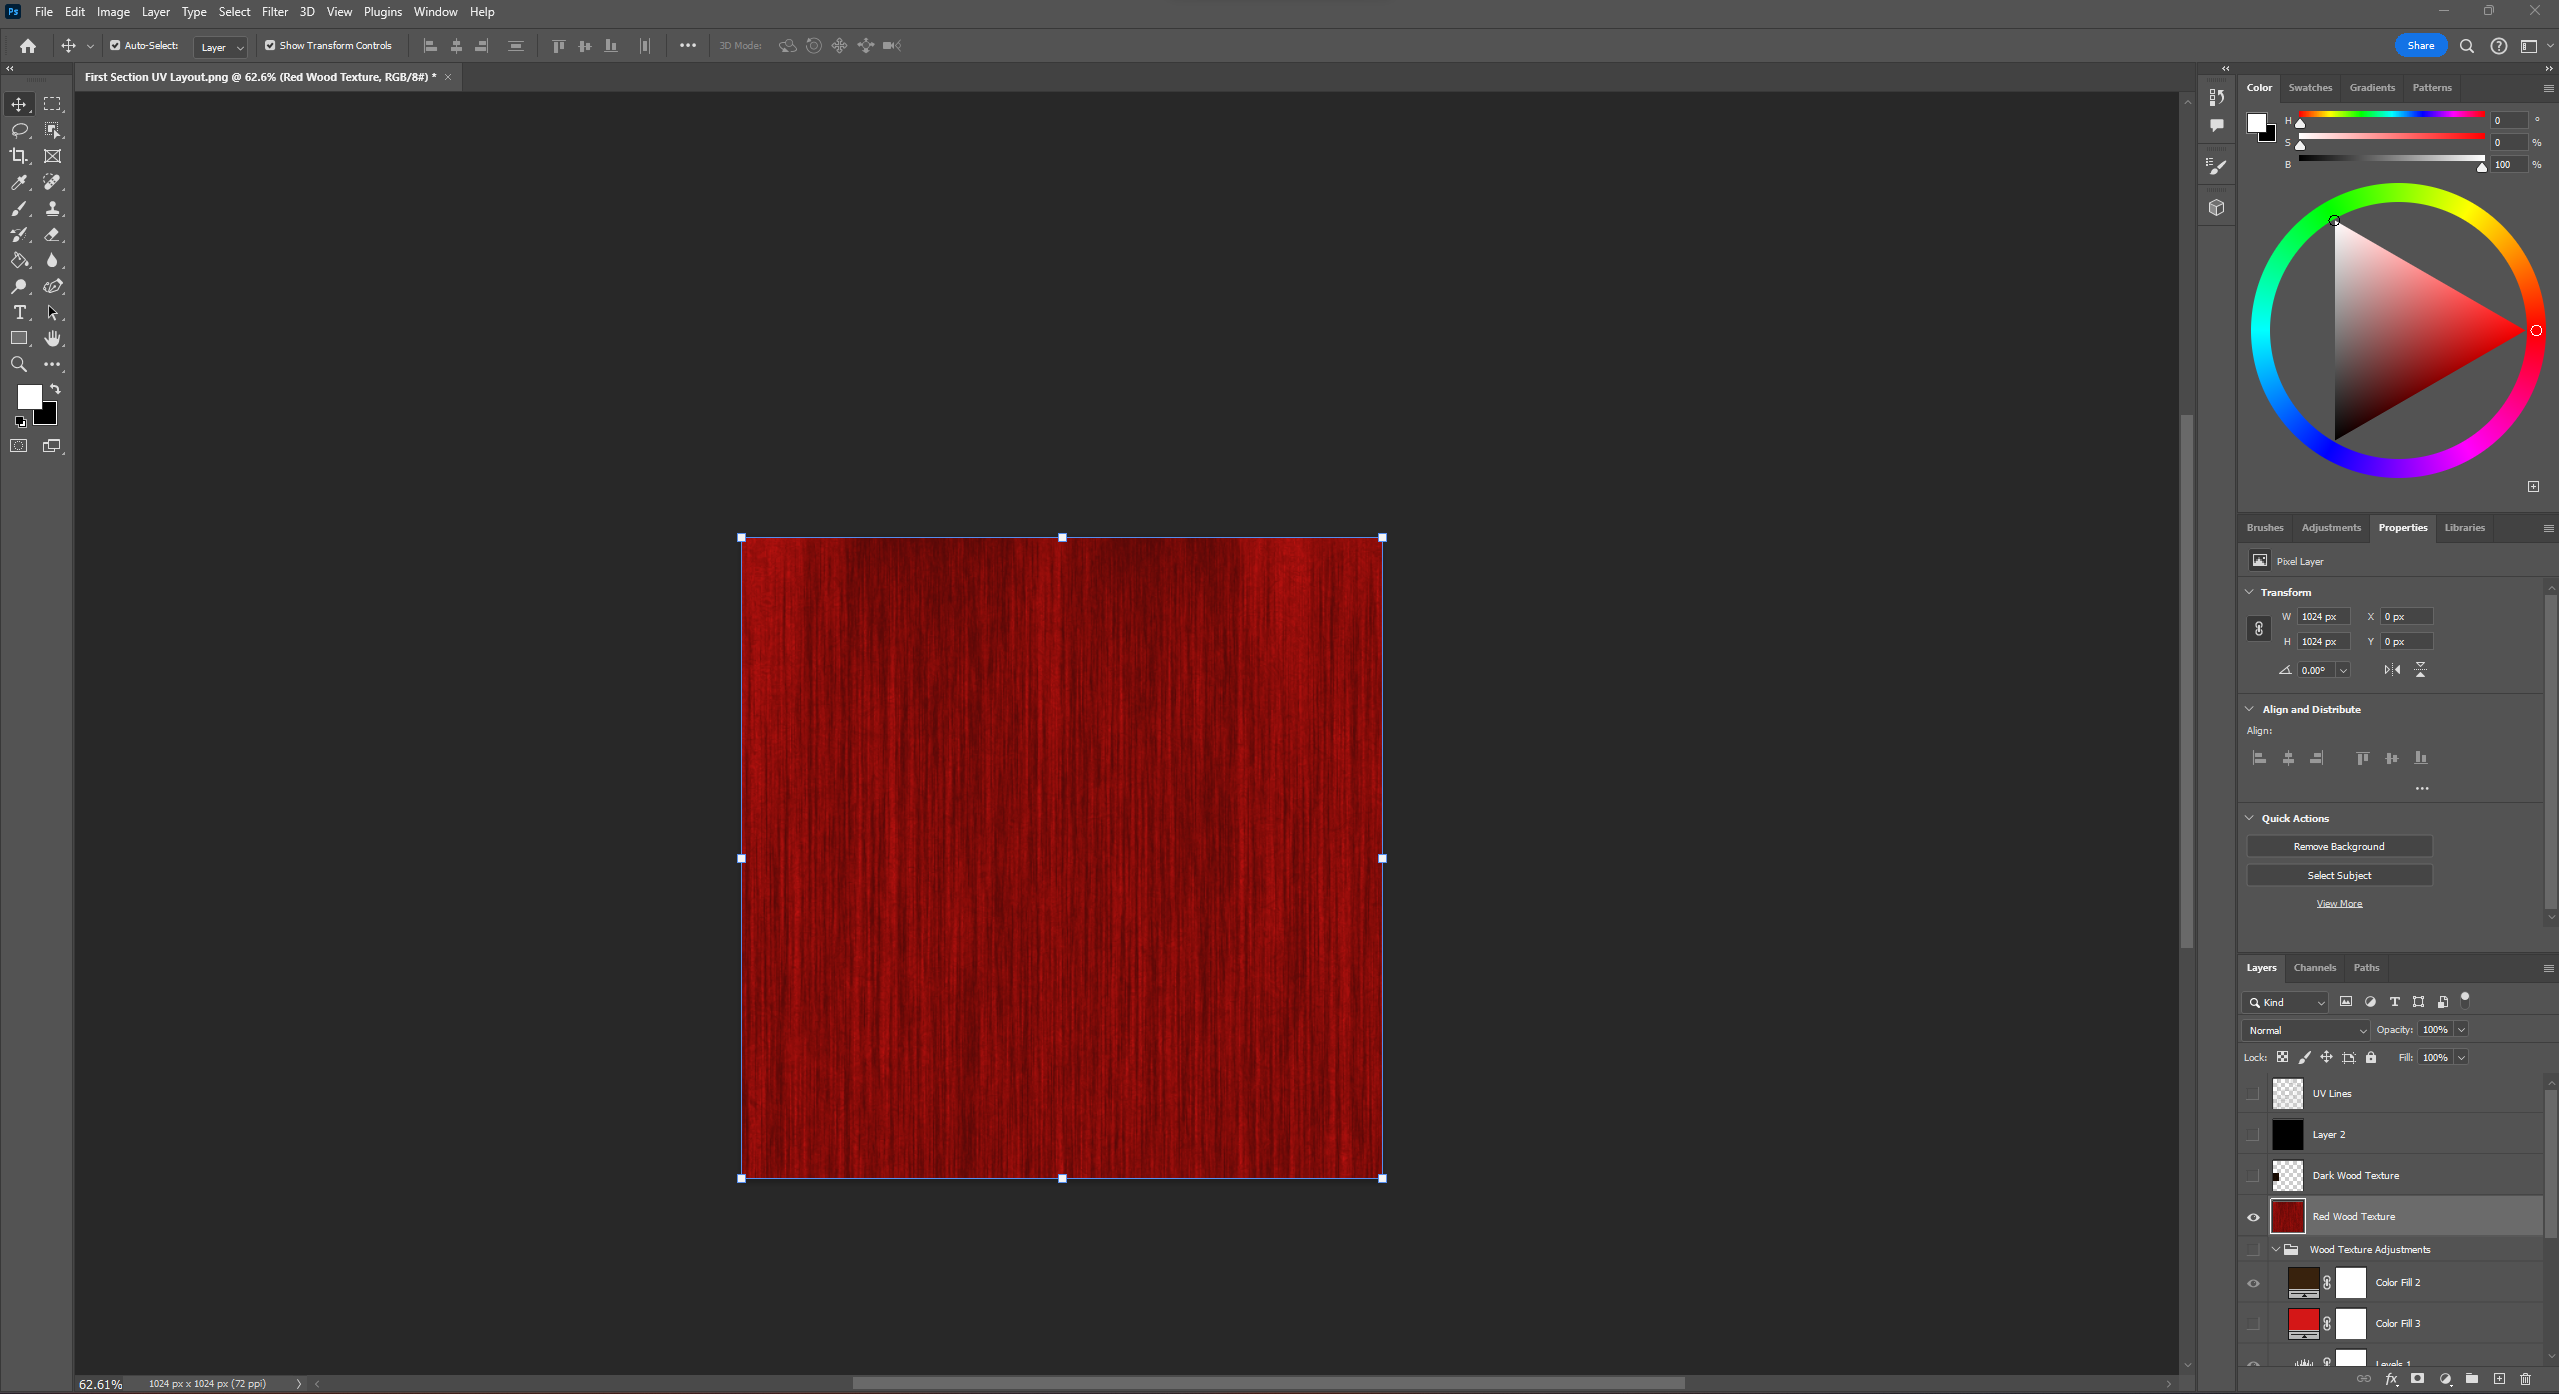 Ps File Edit Image Layer Type Select Filter 3D View Plugins Window Help
Auto-Select: Layer Show Transform Controls 3D Mode: Share
First Section UV Layout.png @ 62.6% (Red Wood Texture, RGB/8#) *
Color Swatches Gradients Patterns
H 0 °
S 0 %
B 100 %
Brushes Adjustments Properties Libraries
Pixel Layer
Transform
W 1024 px X 0 px
H 1024 px Y 0 px
0.00°
Align and Distribute
Align:
Quick Actions
Remove Background
Select Subject
View More
Layers Channels Paths
Kind
Normal Opacity: 100%
Lock: Fill: 100%
UV Lines
Layer 2
Dark Wood Texture
Red Wood Texture
Wood Texture Adjustments
Color Fill 2
Color Fill 3
Levels 1
fx
62.61% 1024 px x 1024 px (72 ppi)